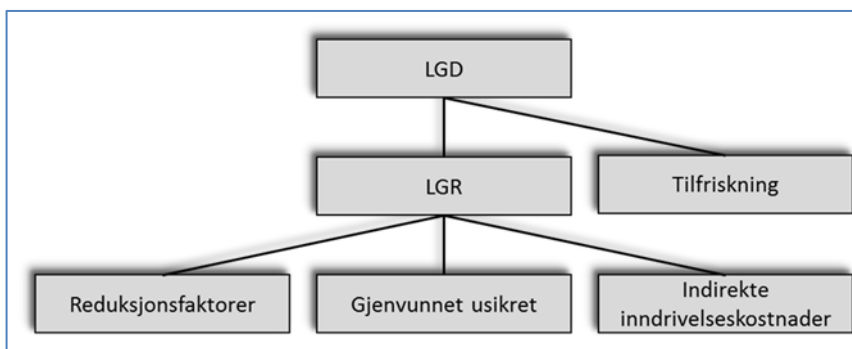 LGD
LGR
Tilfriskning
Reduksjonsfaktorer
Gjenvunnet usikret
Indirekte
inndrivelseskostnader